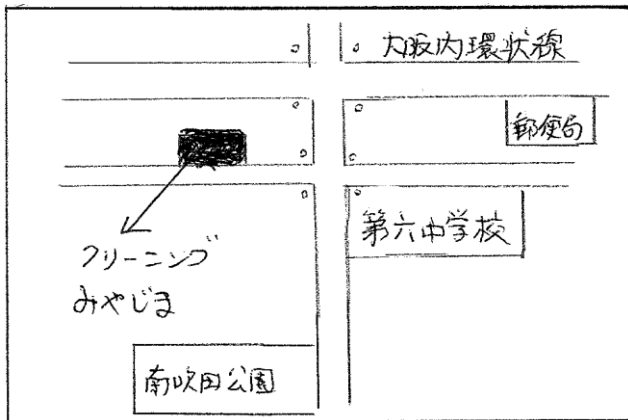 大阪内環状線
郵便局
第六中学校
クリーニング
みやじま
南吹田公園